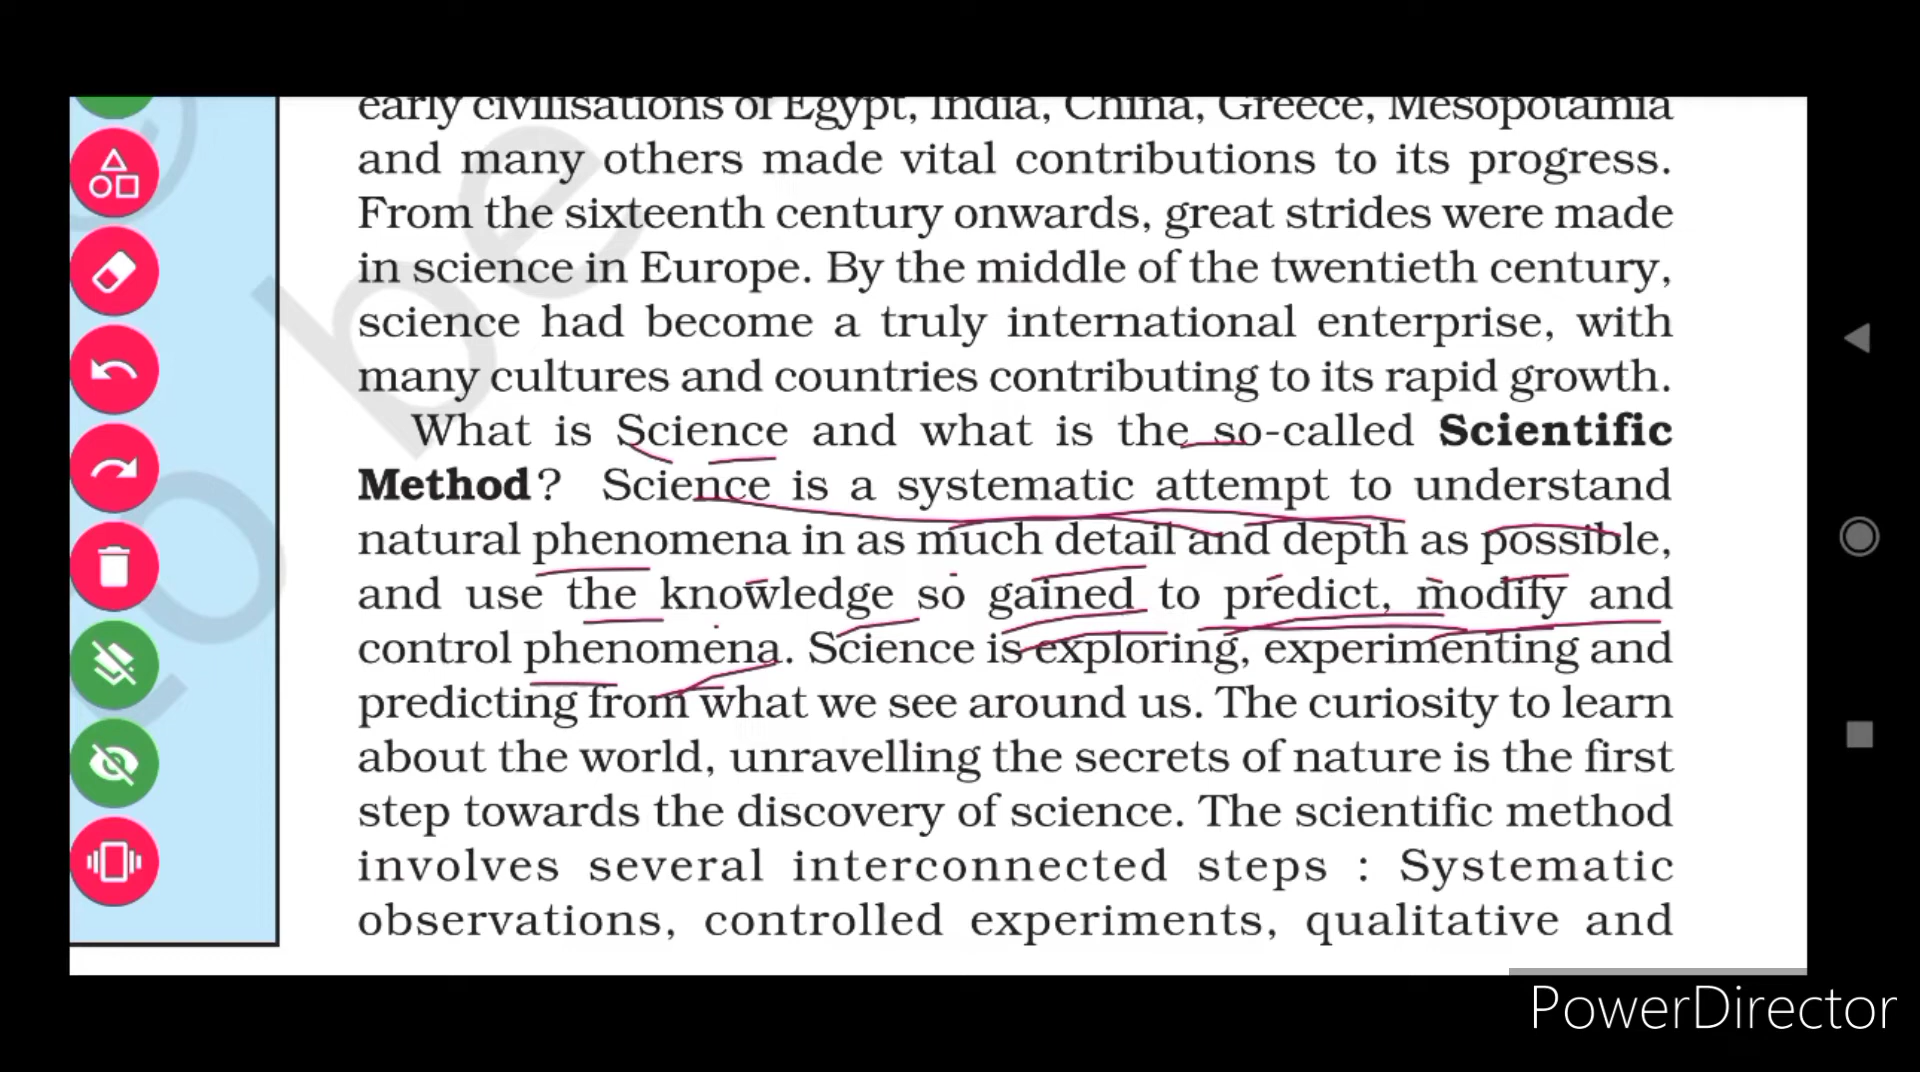 early civilisations of Egypt, India, China, Greece, Mesopotamia
and many others made vital contributions to its progress.
From the sixteenth century onwards, great strides were made
in science in Europe. By the middle of the twentieth century,
science had become a truly international enterprise, with
many cultures and countries contributing to its rapid growth.
What is Science and what is the so-called Scientific
Method? Science is a systematic attempt to understand
natural phenomena in as much detail and depth as possible,
and use the knowledge so gained to predict, modify and
control phenomena. Science is exploring, experimenting and
predicting from what we see around us. The curiosity to learn
about the world, unravelling the secrets of nature is the first
step towards the discovery of science. The scientific method
involves several interconnected steps : Systematic
observations, controlled experiments, qualitative and
PowerDirector